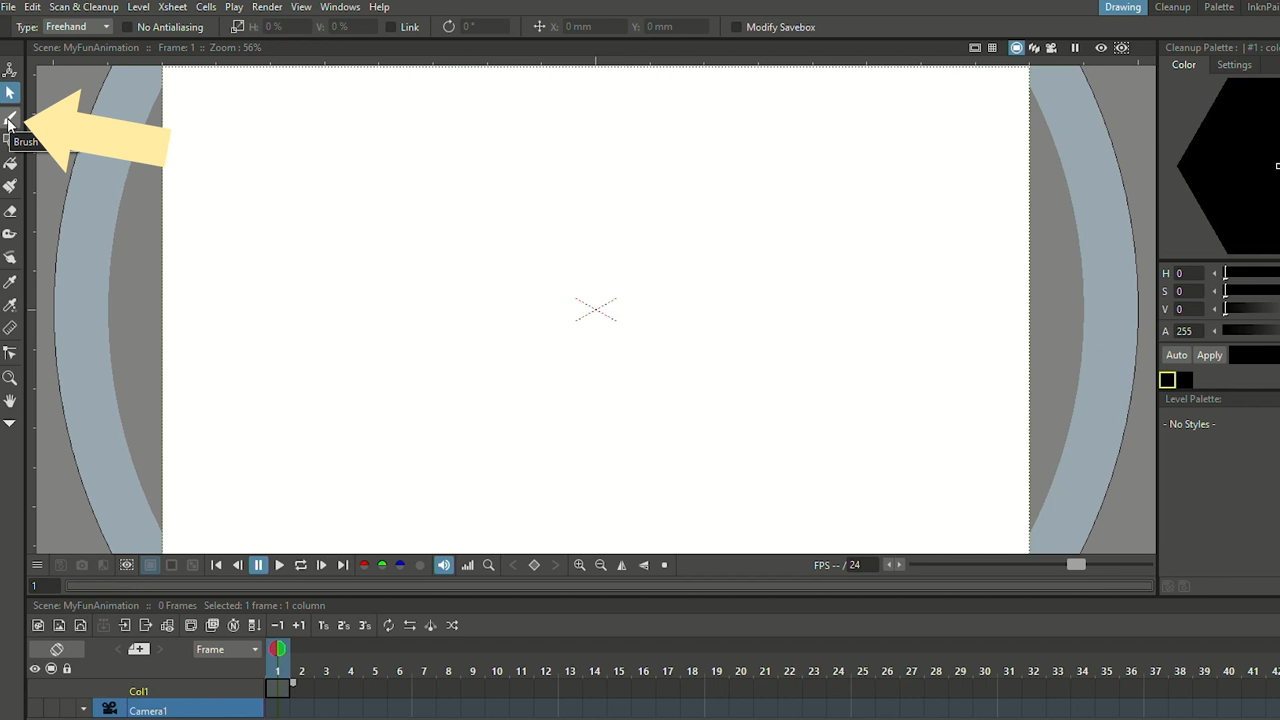 File Edit Scan & Cleanup Level Xsheet Cells Play Render View Windows Help Drawing Cleanup Palette
Type: Freehand No Antialiasing H: 0 % V: 0 % Link 0 ° X: 0 mm Y: 0 mm Modify Savebox
Scene: MyFunAnimation :: Frame: 1 :: Zoom : 56% Cleanup Palette : | #1 :
Color Settings
Brush
H 0
S 0
V 0
A 255
Auto Apply
Level Palette:
- No Styles -
FPS -- / 24
1
Scene: MyFunAnimation :: 0 Frames Selected: 1 frame : 1 column
-1 +1 1's 2's 3's
Frame
1 2 3 4 5 6 7 8 9 10 11 12 13 14 15 16 17 18 19 20 21 22 23 24 25 26 27 28 29 30 31 32 33 34 35 36 37 38 39 40 41
Col1
Camera1